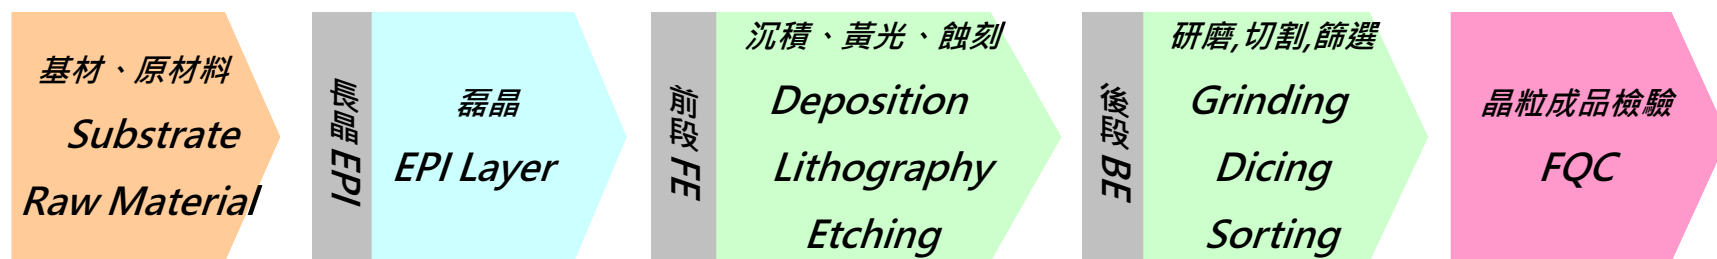 基材、原材料
Substrate
Raw Material
長晶 EPI
磊晶
EPI Layer
前段 FE
沉積、黃光、蝕刻
Deposition
Lithography
Etching
後段 BE
研磨,切割,篩選
Grinding
Dicing
Sorting
晶粒成品檢驗
FQC